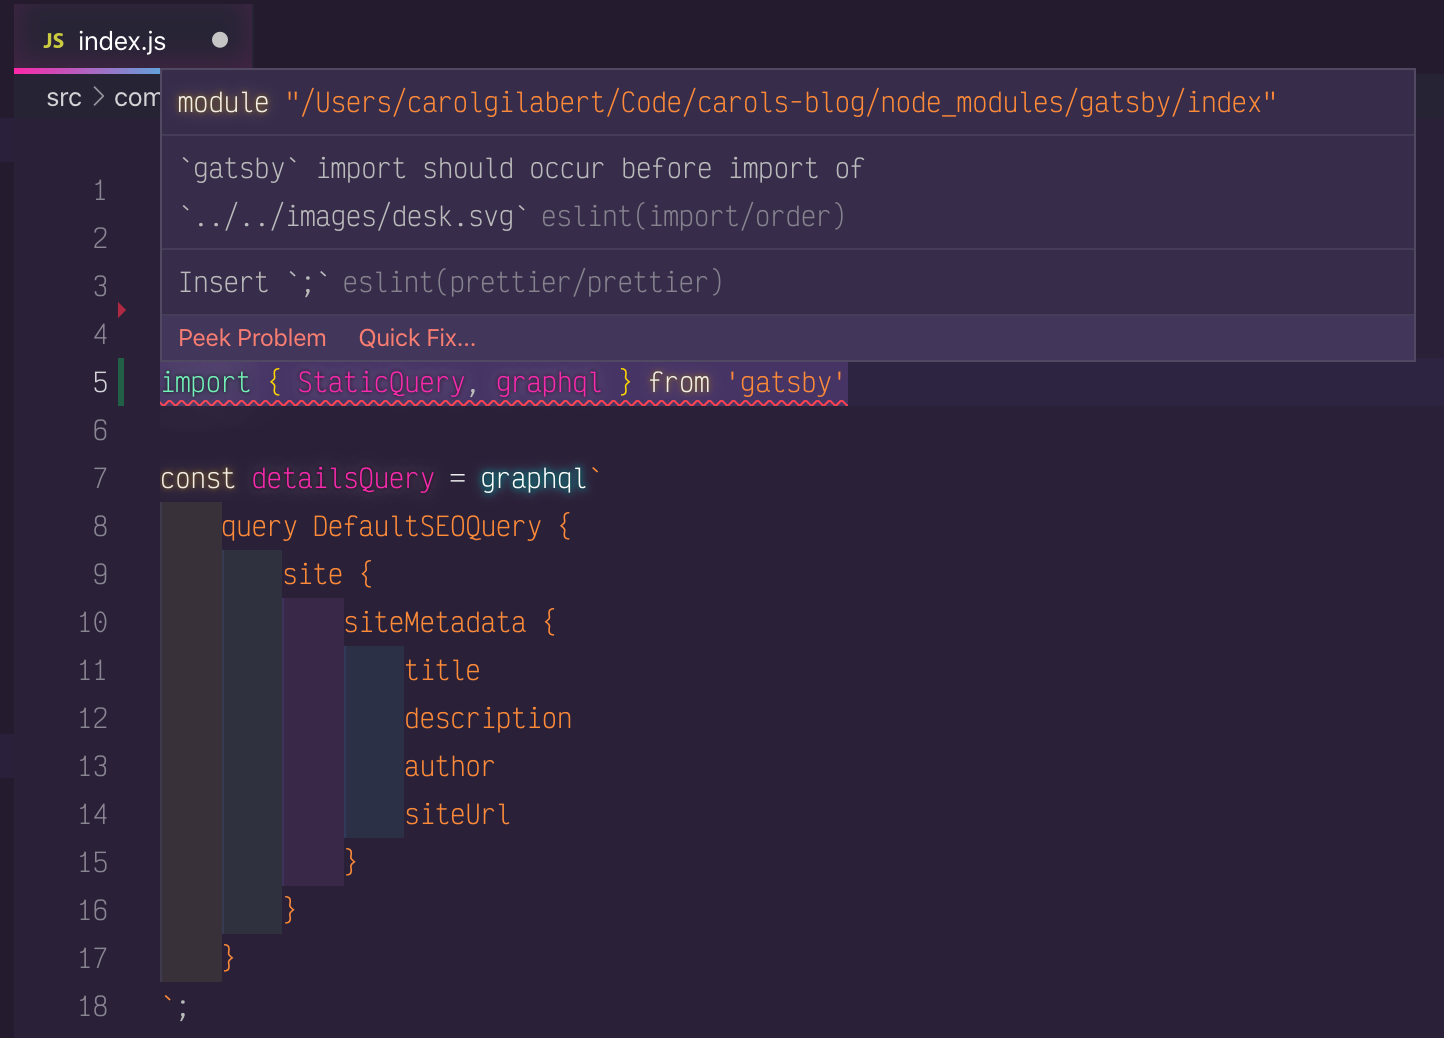 JS index.js
src > com
module "/Users/carolgilabert/Code/carols-blog/node_modules/gatsby/index"
`gatsby` import should occur before import of
`../../images/desk.svg` eslint(import/order)
Insert `;` eslint(prettier/prettier)
Peek Problem Quick Fix...
1
2
3
4
5 import { StaticQuery, graphql } from 'gatsby'
6
7 const detailsQuery = graphql`
8 query DefaultSEOQuery {
9 site {
10 siteMetadata {
11 title
12 description
13 author
14 siteUrl
15 }
16 }
17 }
18 `;